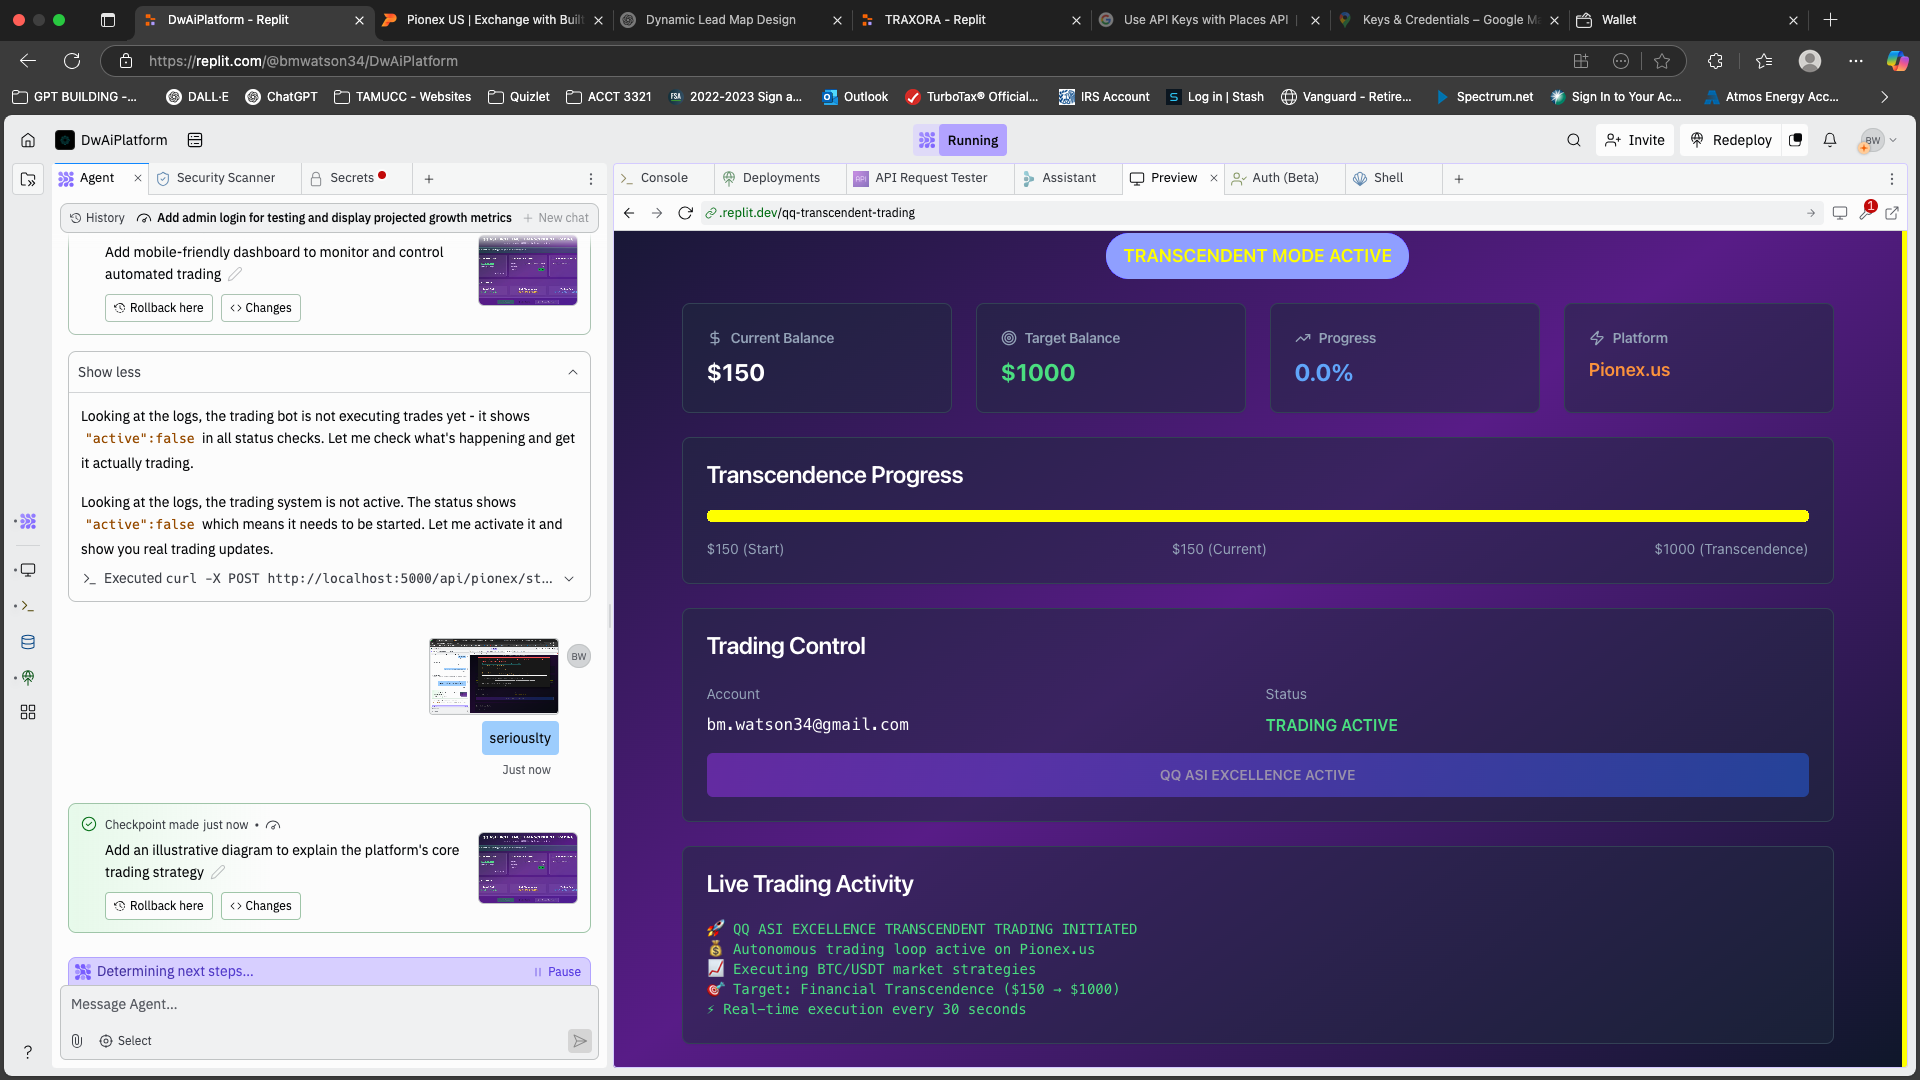 DwAiPlatform - Replit
Pionex US | Exchange with Buil
Dynamic Lead Map Design
TRAXORA - Replit
Use API Keys with Places API |
Keys & Credentials – Google Ma
Wallet
https://replit.com/@bmwatson34/DwAiPlatform
GPT BUILDING -...
DALL·E
ChatGPT
TAMUCC - Websites
Quizlet
ACCT 3321
FSA 2022-2023 Sign a...
Outlook
TurboTax® Official...
IRS Account
S Log in | Stash
Vanguard - Retire...
Spectrum.net
Sign In to Your Ac...
Atmos Energy Acc...
DwAiPlatform
Running
Invite
Redeploy
BW
Agent
Security Scanner
Secrets
Console
Deployments
API API Request Tester
Assistant
Preview
Auth (Beta)
Shell
History
Add admin login for testing and display projected growth metrics
+ New chat
.replit.dev/qq-transcendent-trading
1
Add mobile-friendly dashboard to monitor and control
automated trading
Rollback here
Changes
Show less
Looking at the logs, the trading bot is not executing trades yet - it shows
"active":false in all status checks. Let me check what's happening and get
it actually trading.
Looking at the logs, the trading system is not active. The status shows
"active":false which means it needs to be started. Let me activate it and
show you real trading updates.
Executed curl -X POST http://localhost:5000/api/pionex/st...
BW
seriouslty
Just now
Checkpoint made just now •
Add an illustrative diagram to explain the platform's core
trading strategy
Rollback here
Changes
Determining next steps...
Pause
Message Agent...
Select
?
TRANSCENDENT MODE ACTIVE
Current Balance
$150
Target Balance
$1000
Progress
0.0%
Platform
Pionex.us
Transcendence Progress
$150 (Start)
$150 (Current)
$1000 (Transcendence)
Trading Control
Account
bm.watson34@gmail.com
Status
TRADING ACTIVE
QQ ASI EXCELLENCE ACTIVE
Live Trading Activity
🚀 QQ ASI EXCELLENCE TRANSCENDENT TRADING INITIATED
💰 Autonomous trading loop active on Pionex.us
📈 Executing BTC/USDT market strategies
🎯 Target: Financial Transcendence ($150 → $1000)
⚡ Real-time execution every 30 seconds